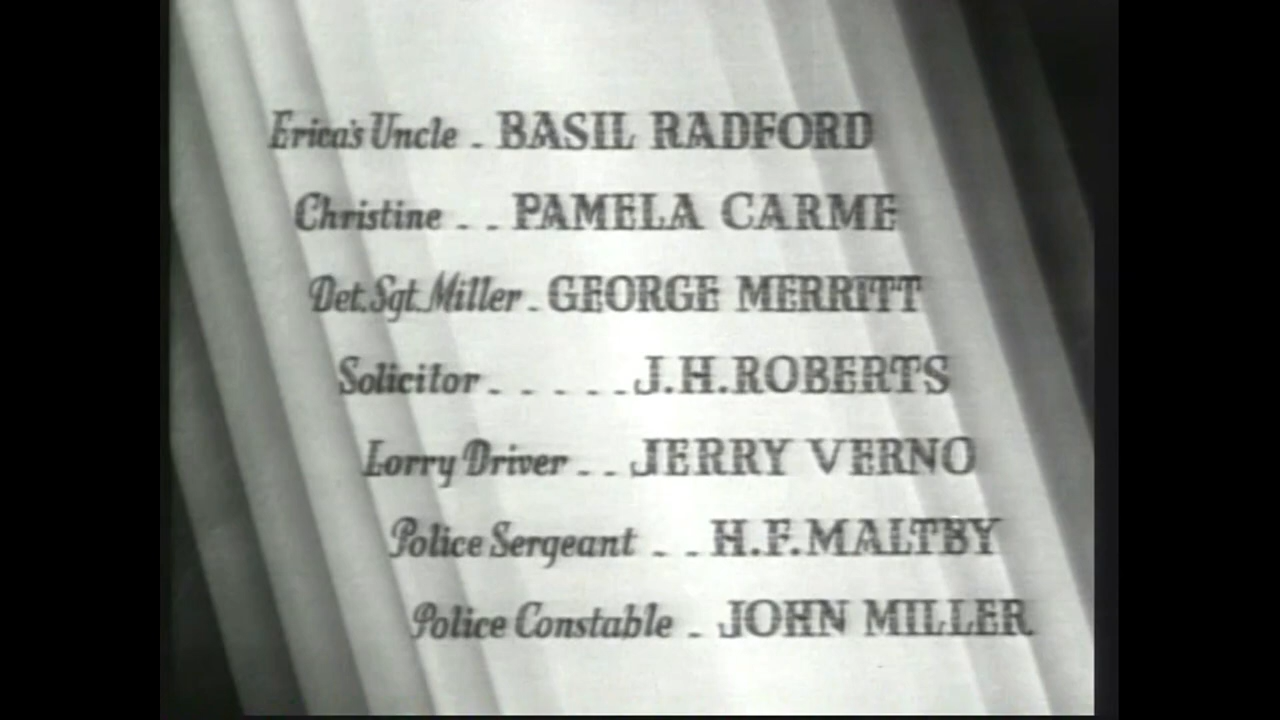 Erica's Uncle . BASIL RADFORD
Christine . . PAMELA CARME
Det. Sgt. Miller . GEORGE MERRITT
Solicitor . . . . . J.H.ROBERTS
Lorry Driver . . JERRY VERNO
Police Sergeant . . H.F.MALTBY
Police Constable . JOHN MILLER